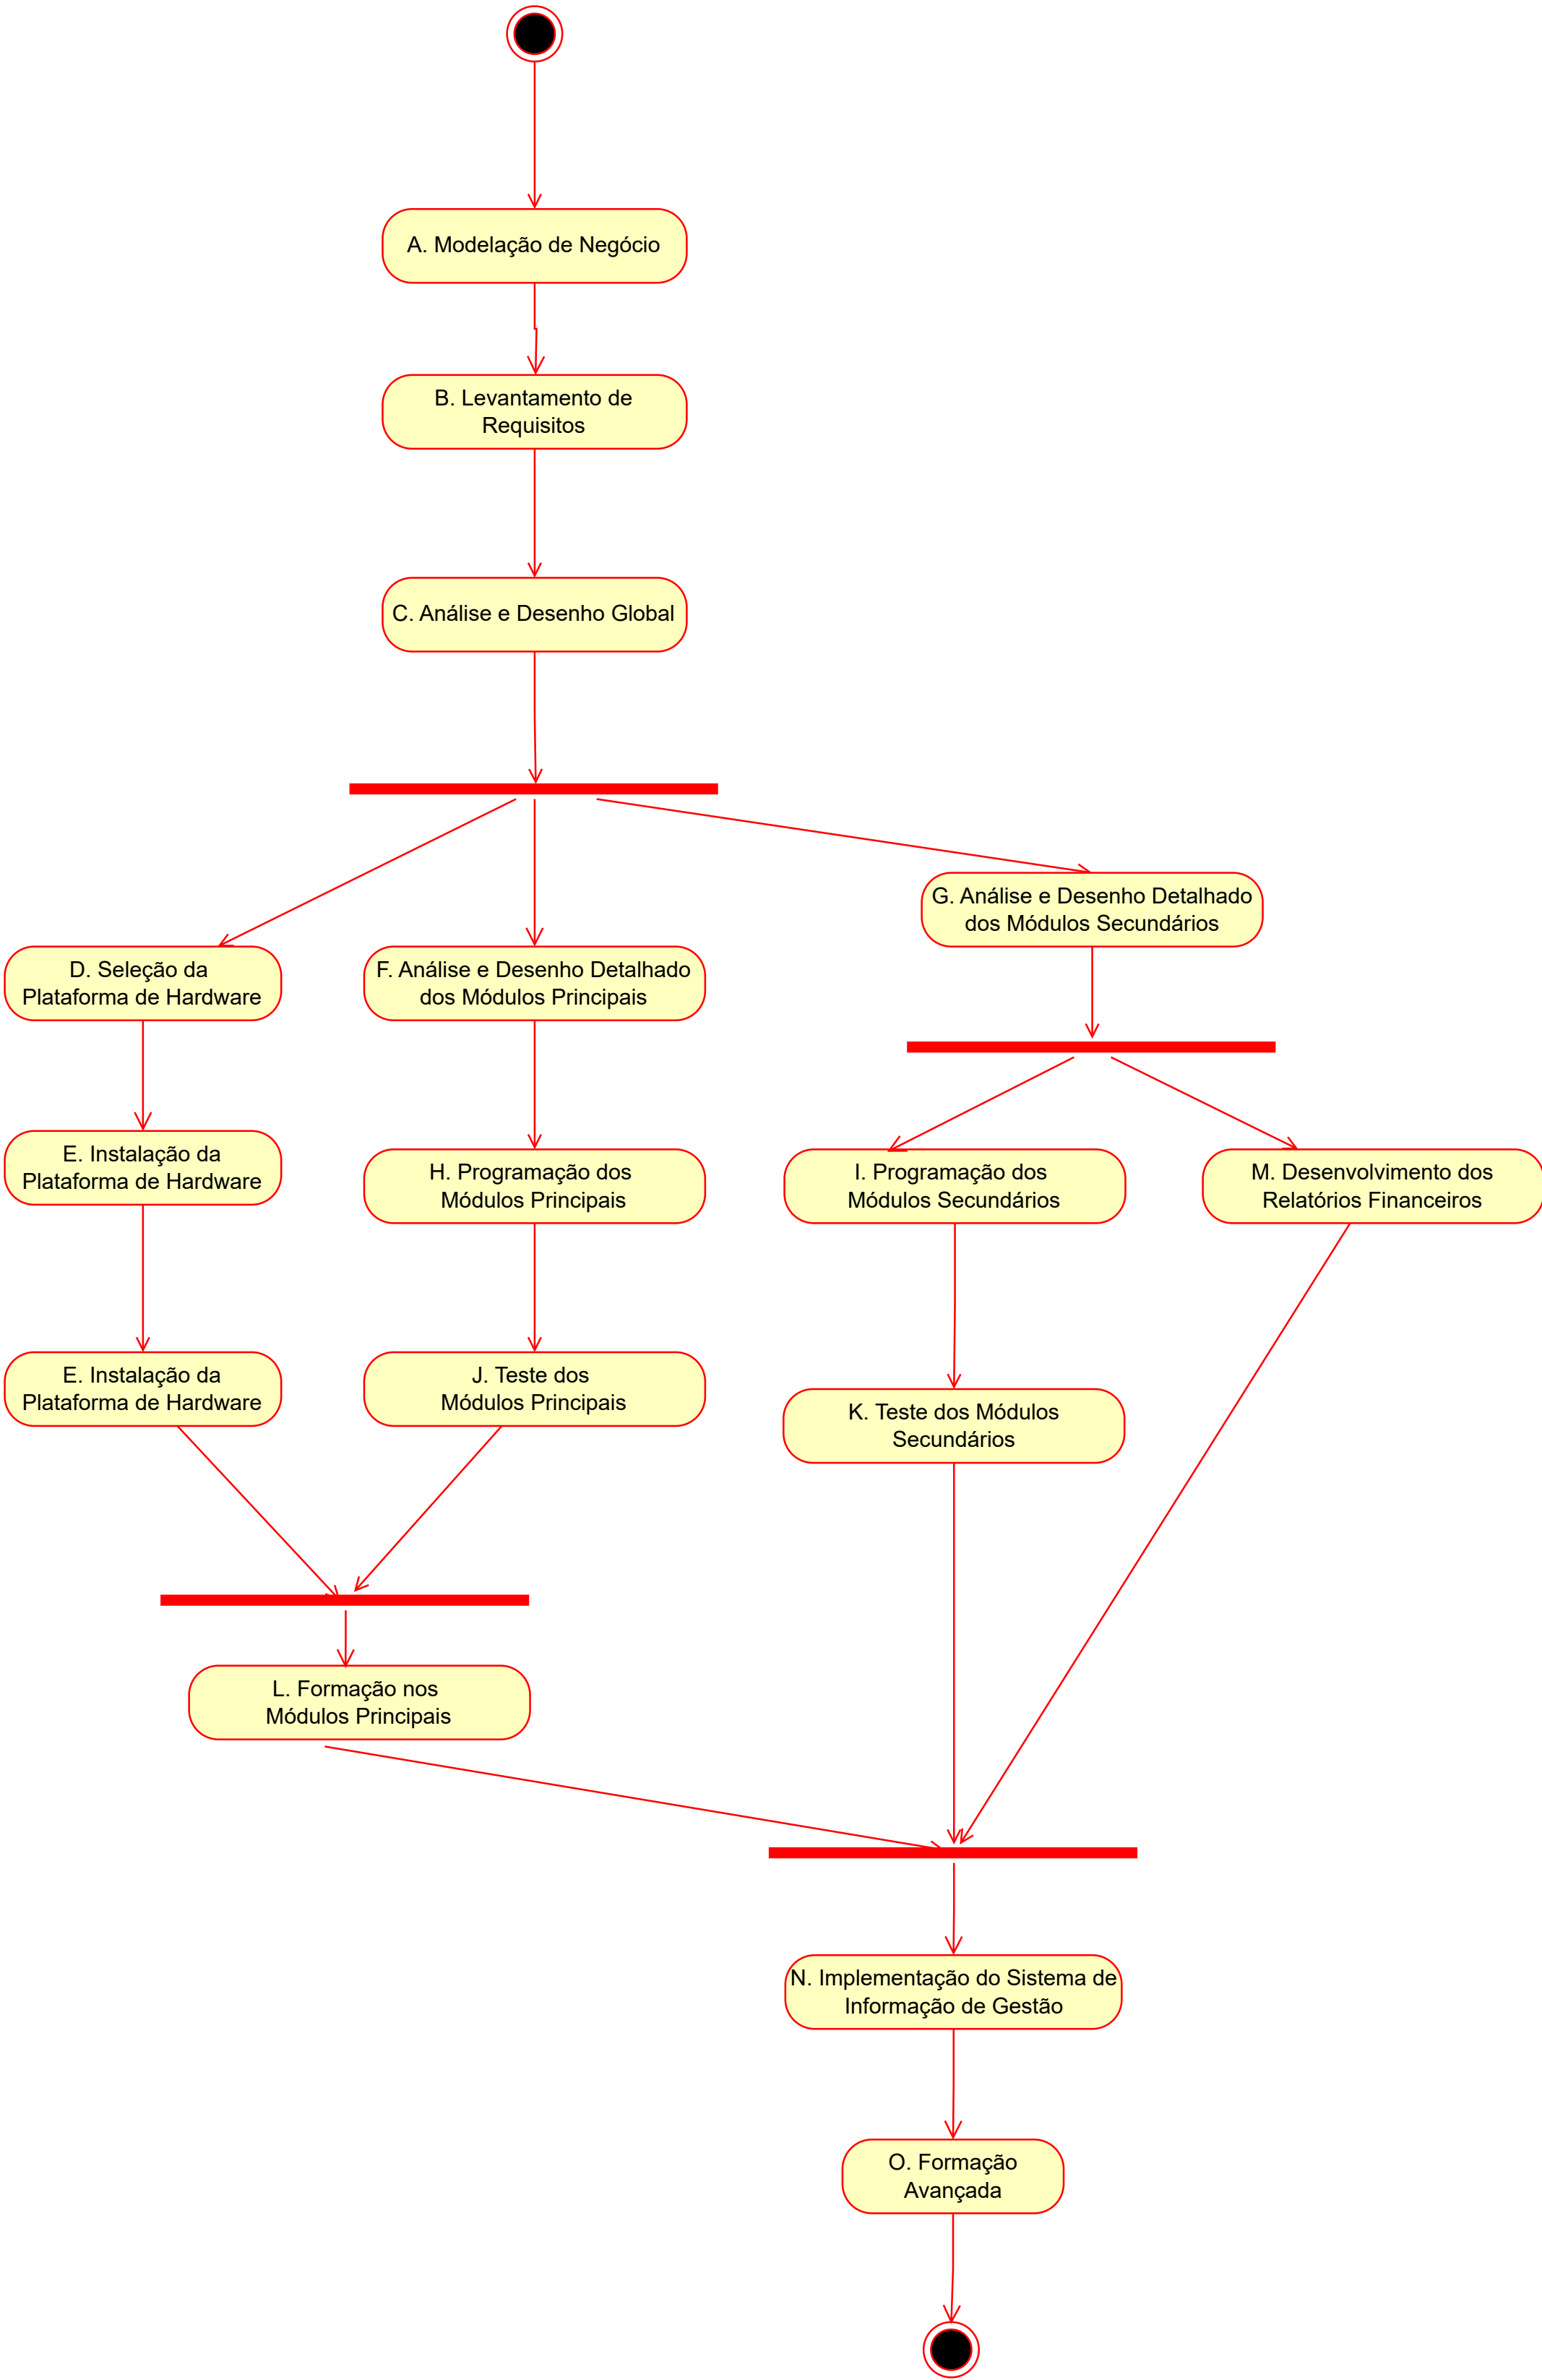 A. Modelação de Negócio
B. Levantamento de
Requisitos
C. Análise e Desenho Global
G. Análise e Desenho Detalhado
dos Módulos Secundários
D. Seleção da
Plataforma de Hardware
F. Análise e Desenho Detalhado
dos Módulos Principais
E. Instalação da
Plataforma de Hardware
H. Programação dos
Módulos Principais
I. Programação dos
Módulos Secundários
M. Desenvolvimento dos
Relatórios Financeiros
E. Instalação da
Plataforma de Hardware
J. Teste dos
Módulos Principais
K. Teste dos Módulos
Secundários
L. Formação nos
Módulos Principais
N. Implementação do Sistema de
Informação de Gestão
O. Formação
Avançada